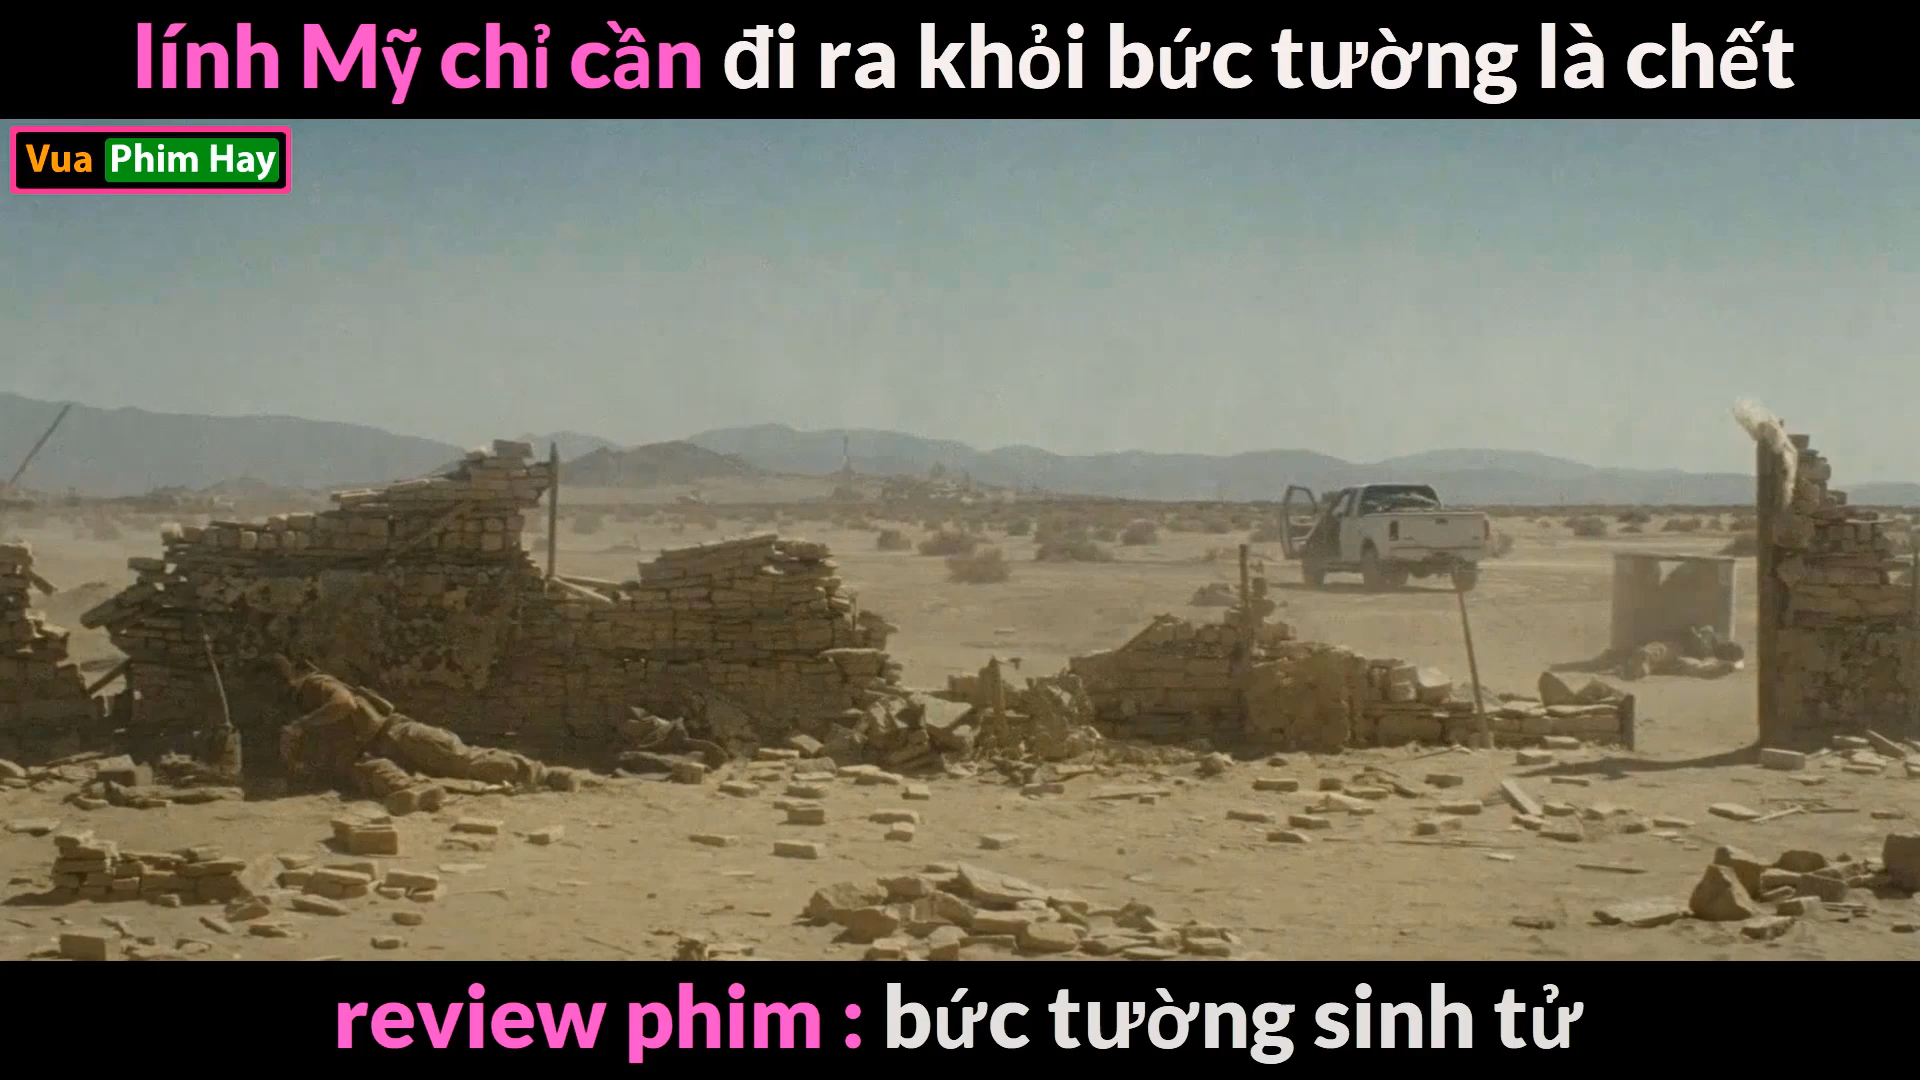 lính Mỹ chỉ cần đi ra khỏi bức tường là chết
Vua Phim Hay
review phim : bức tường sinh tử